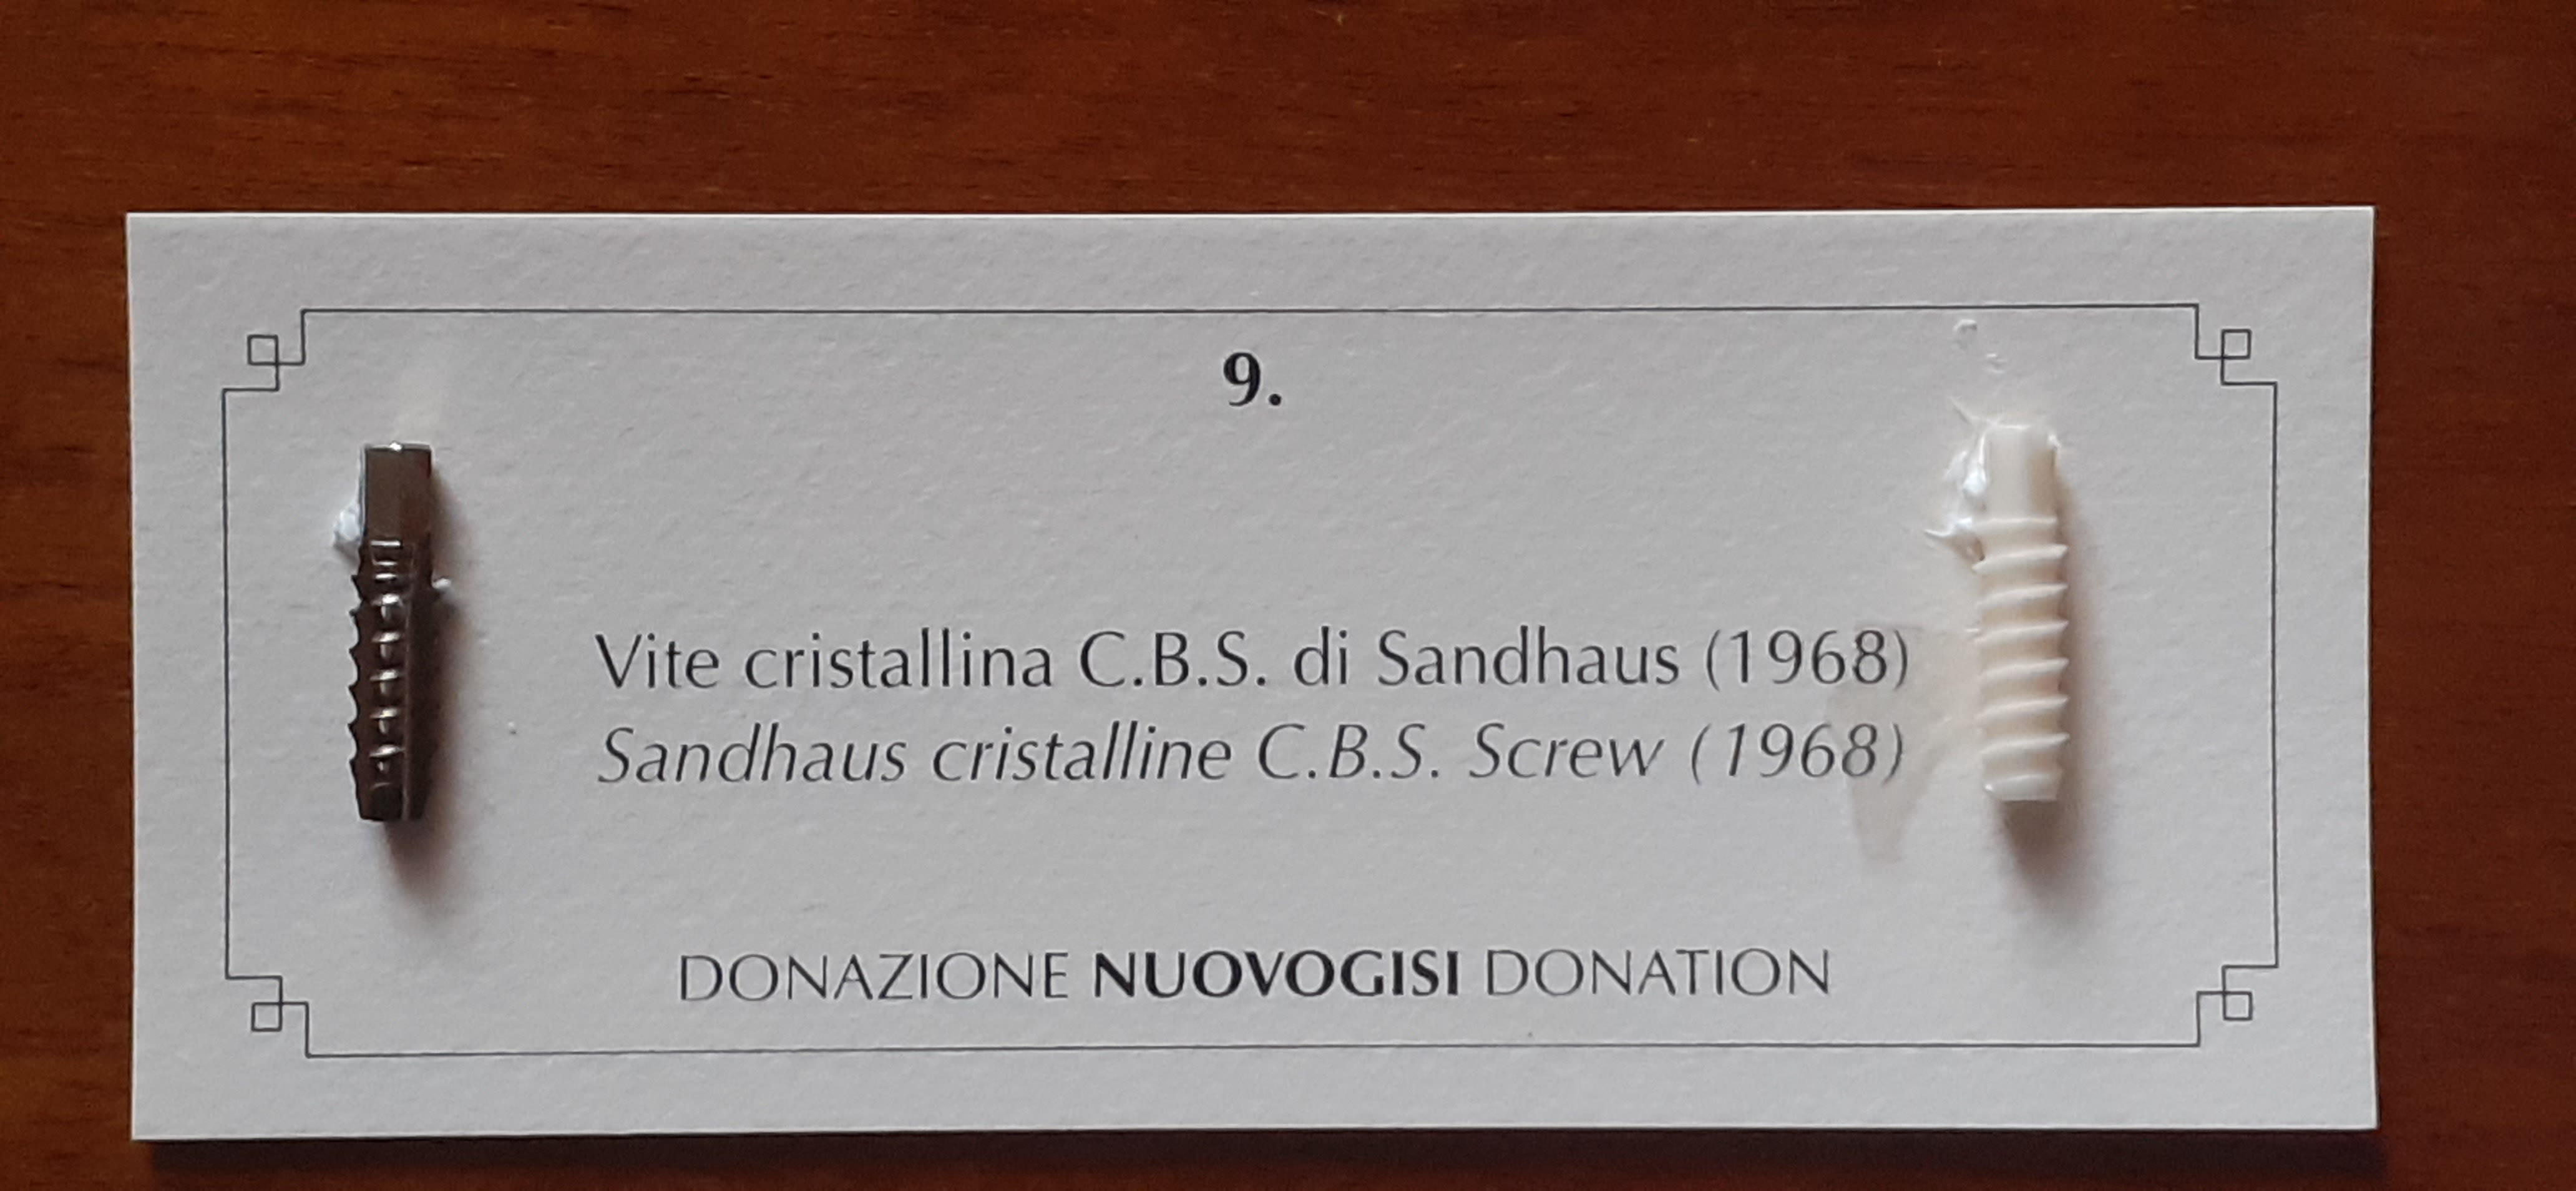 9.
Vite cristallina C.B.S. di Sandhaus (1968)
Sandhaus cristalline C.B.S. Screw (1968)
DONAZIONE NUOVOGISI DONATION